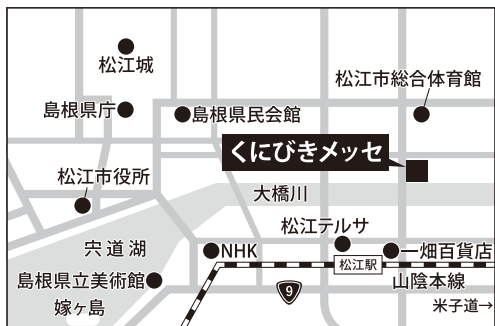 松江城
松江市総合体育館
島根県庁
島根県民会館
くにびきメッセ
松江市役所
大橋川
松江テルサ
宍道湖
NHK
一畑百貨店
松江駅
島根県立美術館
山陰本線
9
嫁ヶ島
米子道→